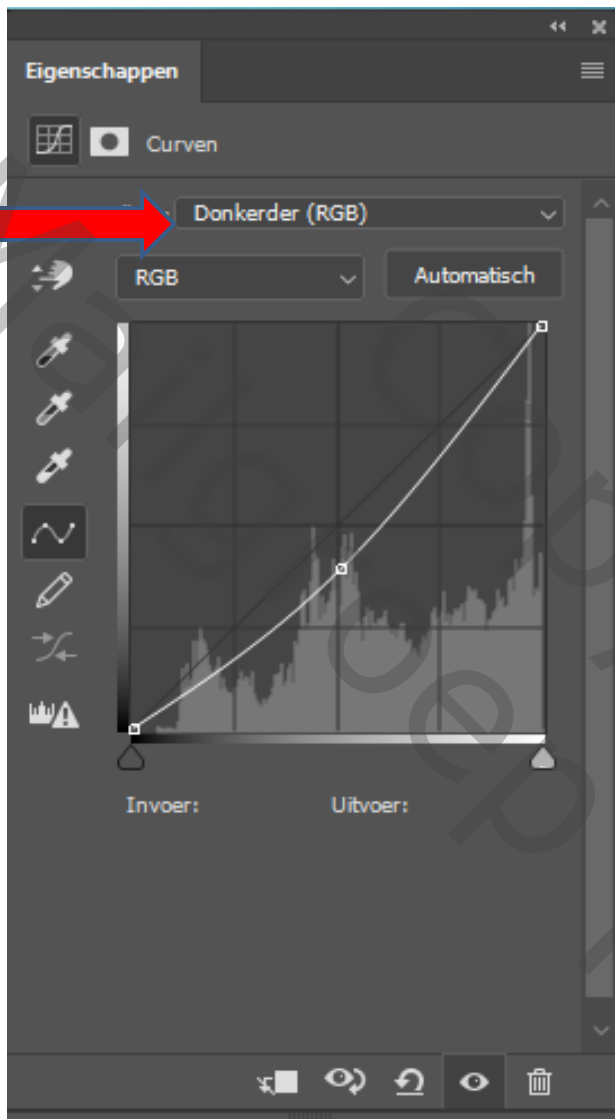 Eigenschappen
Curven
Donkerder (RGB)
RGB
Automatisch
Invoer: Uitvoer: